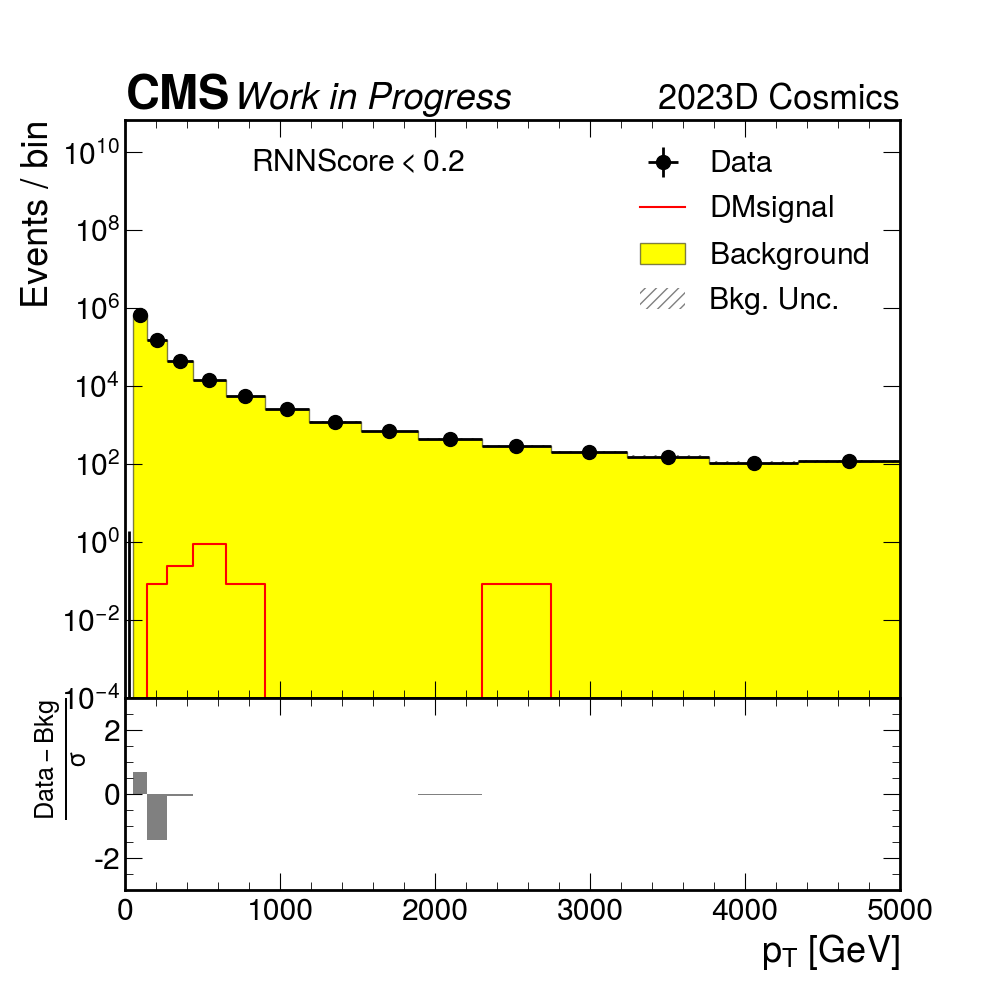 CMS Work in Progress 2023D Cosmics
Events / bin
RNNScore < 0.2
Data
DMsignal
Background
Bkg. Unc.
10^10
10^8
10^6
10^4
10^2
10^0
10^−2
10^−4
Data − Bkg
σ
2
0
-2
0 1000 2000 3000 4000 5000
p_T [GeV]